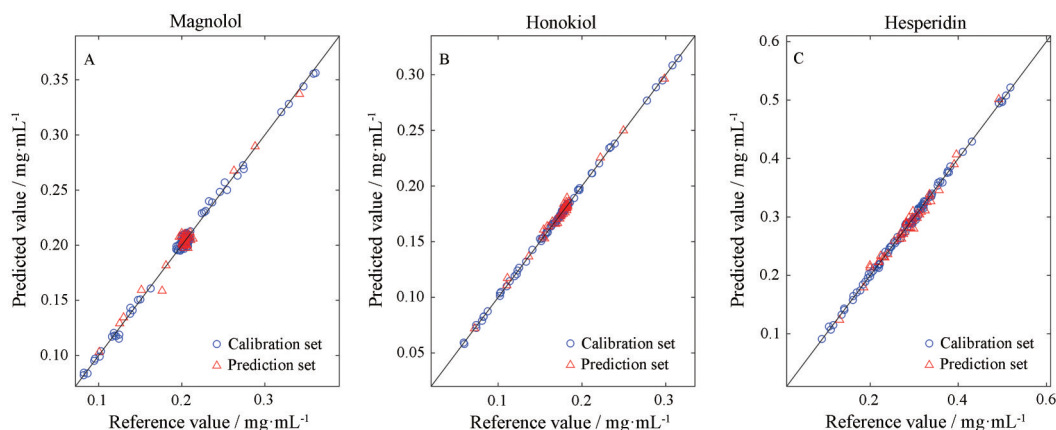 Magnolol
A
Predicted value / mg·mL⁻¹
0.35
0.30
0.25
0.20
0.15
0.10
0.1
0.2
0.3
Calibration set
Prediction set
Reference value / mg·mL⁻¹
Honokiol
B
Predicted value / mg·mL⁻¹
0.30
0.25
0.20
0.15
0.10
0.05
0.1
0.2
0.3
Calibration set
Prediction set
Reference value / mg·mL⁻¹
Hesperidin
C
Predicted value / mg·mL⁻¹
0.6
0.5
0.4
0.3
0.2
0.1
0.2
0.4
0.6
Calibration set
Prediction set
Reference value / mg·mL⁻¹